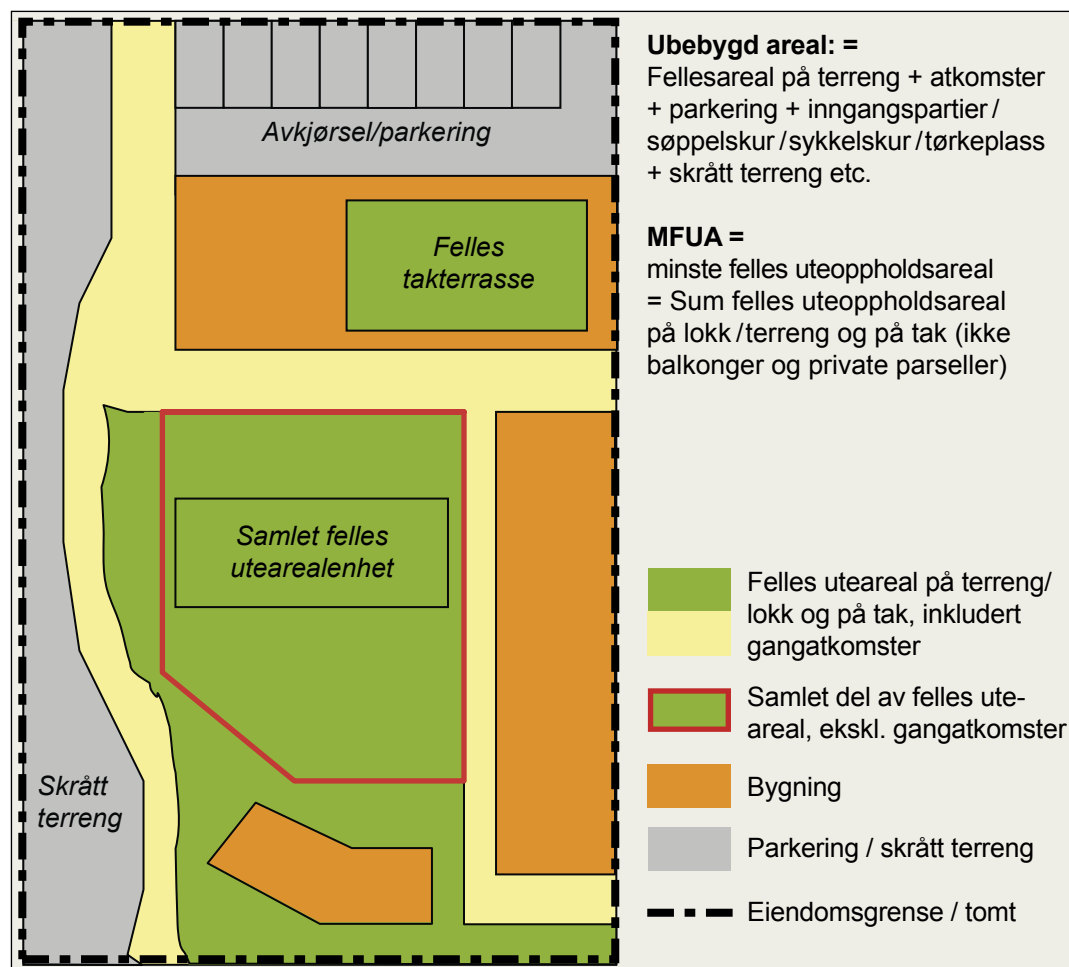 Avkjørsel/parkering
Felles
takterrasse
Samlet felles
utearealenhet
Skrått
terreng
Ubebygd areal: =
Fellesareal på terreng + atkomster
+ parkering + inngangspartier /
søppelskur / sykkelskur / tørkeplass
+ skrått terreng etc.
MFUA =
minste felles uteoppholdsareal
= Sum felles uteoppholdsareal
på lokk / terreng og på tak (ikke
balkonger og private parseller)
Felles uteareal på terreng/
lokk og på tak, inkludert
gangatkomster
Samlet del av felles ute-
areal, ekskl. gangatkomster
Bygning
Parkering / skrått terreng
Eiendomsgrense / tomt